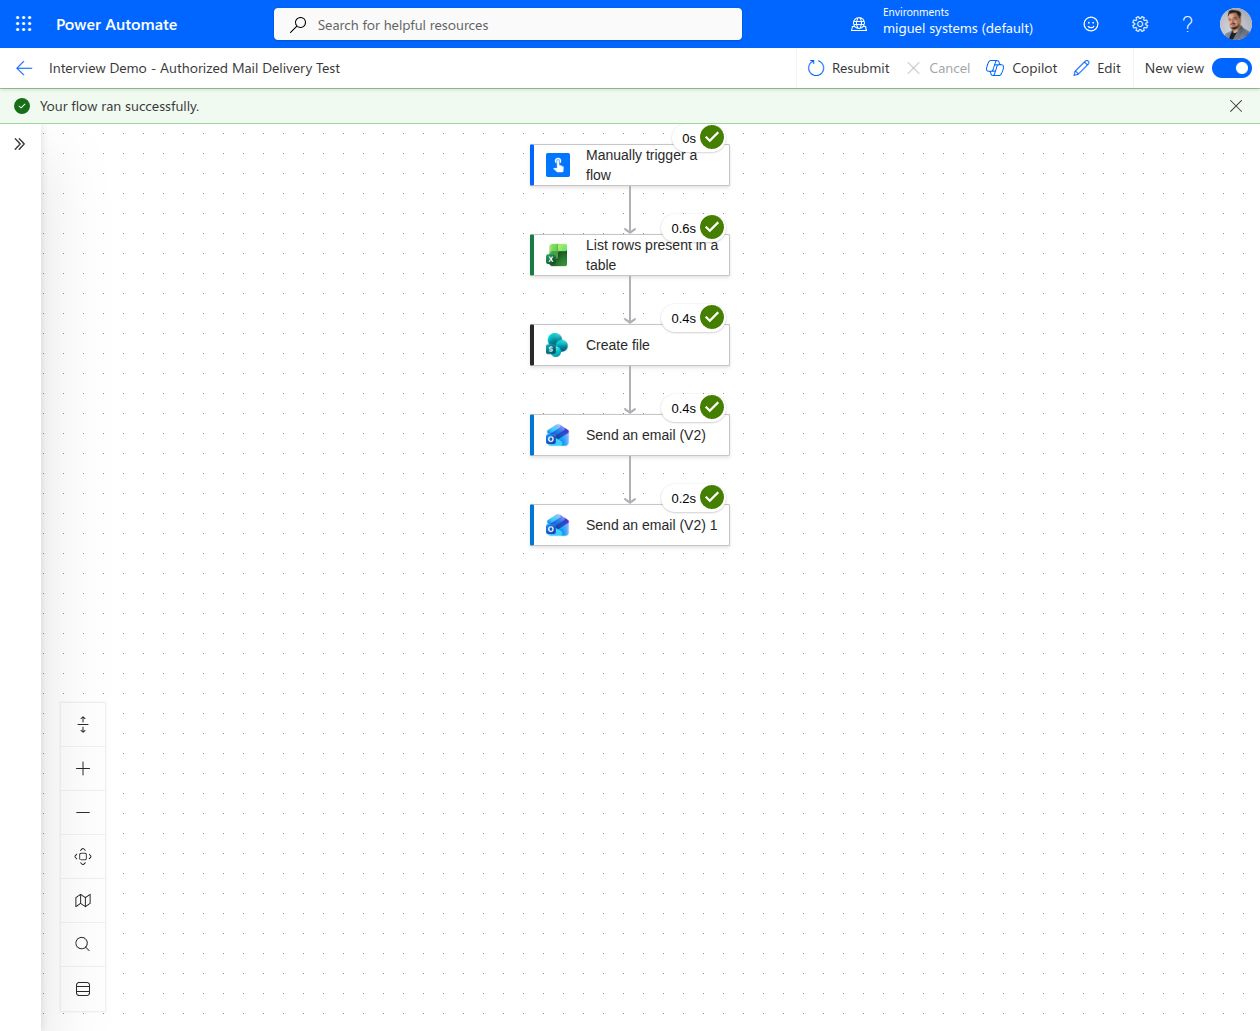 Power Automate
Search for helpful resources
Environments
miguel systems (default)
Interview Demo - Authorized Mail Delivery Test
Resubmit
Cancel
Copilot
Edit
New view
Your flow ran successfully.
0s
Manually trigger a
flow
0.6s
List rows present in a
table
0.4s
Create file
0.4s
Send an email (V2)
0.2s
Send an email (V2) 1